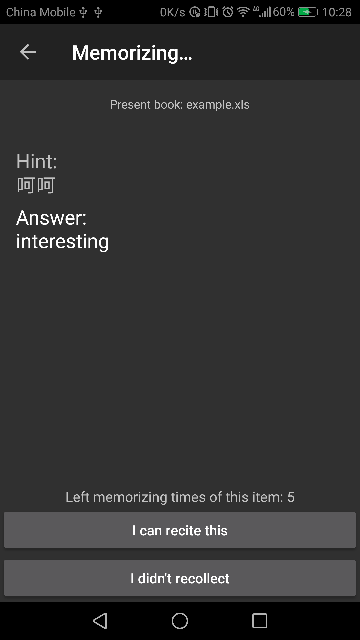 China Mobile 0K/s 4G 60% 10:28
Memorizing...
Present book: example.xls
Hint:
呵呵
Answer:
interesting
Left memorizing times of this item: 5
I can recite this
I didn't recollect